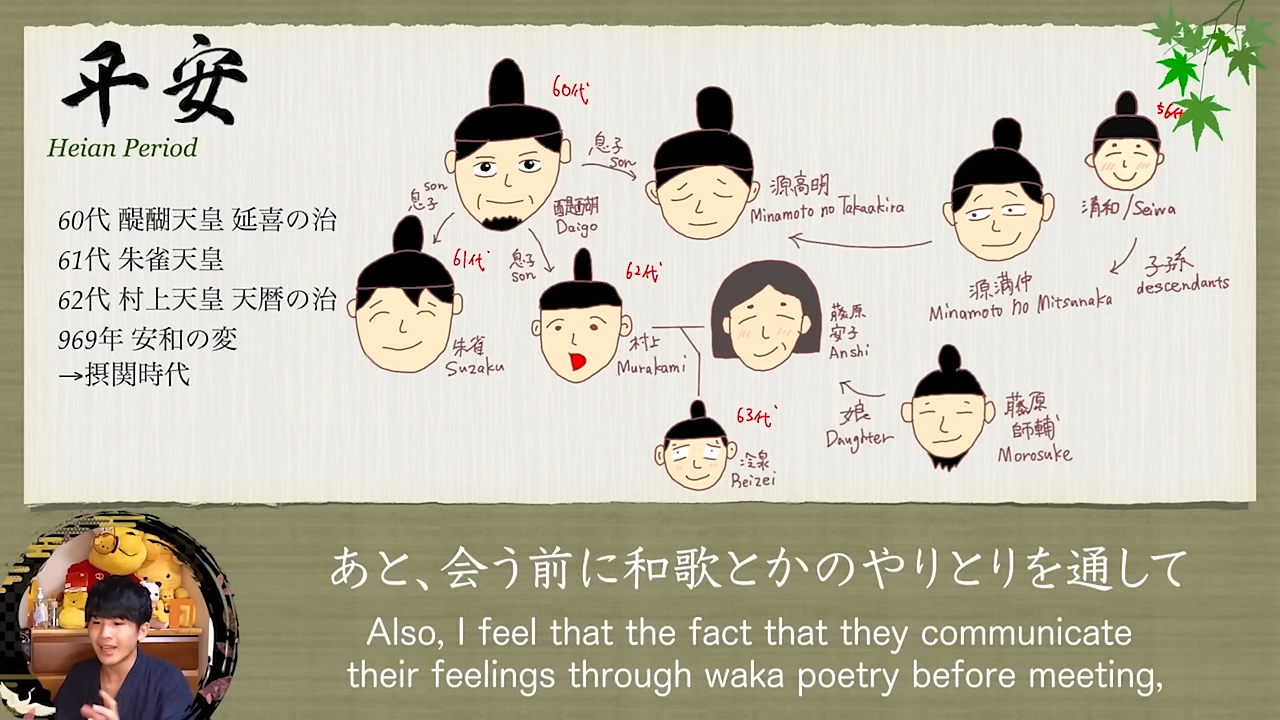 平安
Heian Period
60代 醍醐天皇 延喜の治
61代 朱雀天皇
62代 村上天皇 天暦の治
969年 安和の変
→摂関時代
60代
息子
son
son
息子
醍醐
Daigo
源高明
Minamoto no Takaakira
清和/Seiwa
子孫
descendants
源満仲
Minamoto no Mitsunaka
61代
息子
son
62代
朱雀
Suzaku
村上
Murakami
藤原
安子
Anshi
63代
冷泉
Reizei
娘
Daughter
藤原
師輔
Morosuke
あと、会う前に和歌とかのやりとりを通して
Also, I feel that the fact that they communicate
their feelings through waka poetry before meeting,